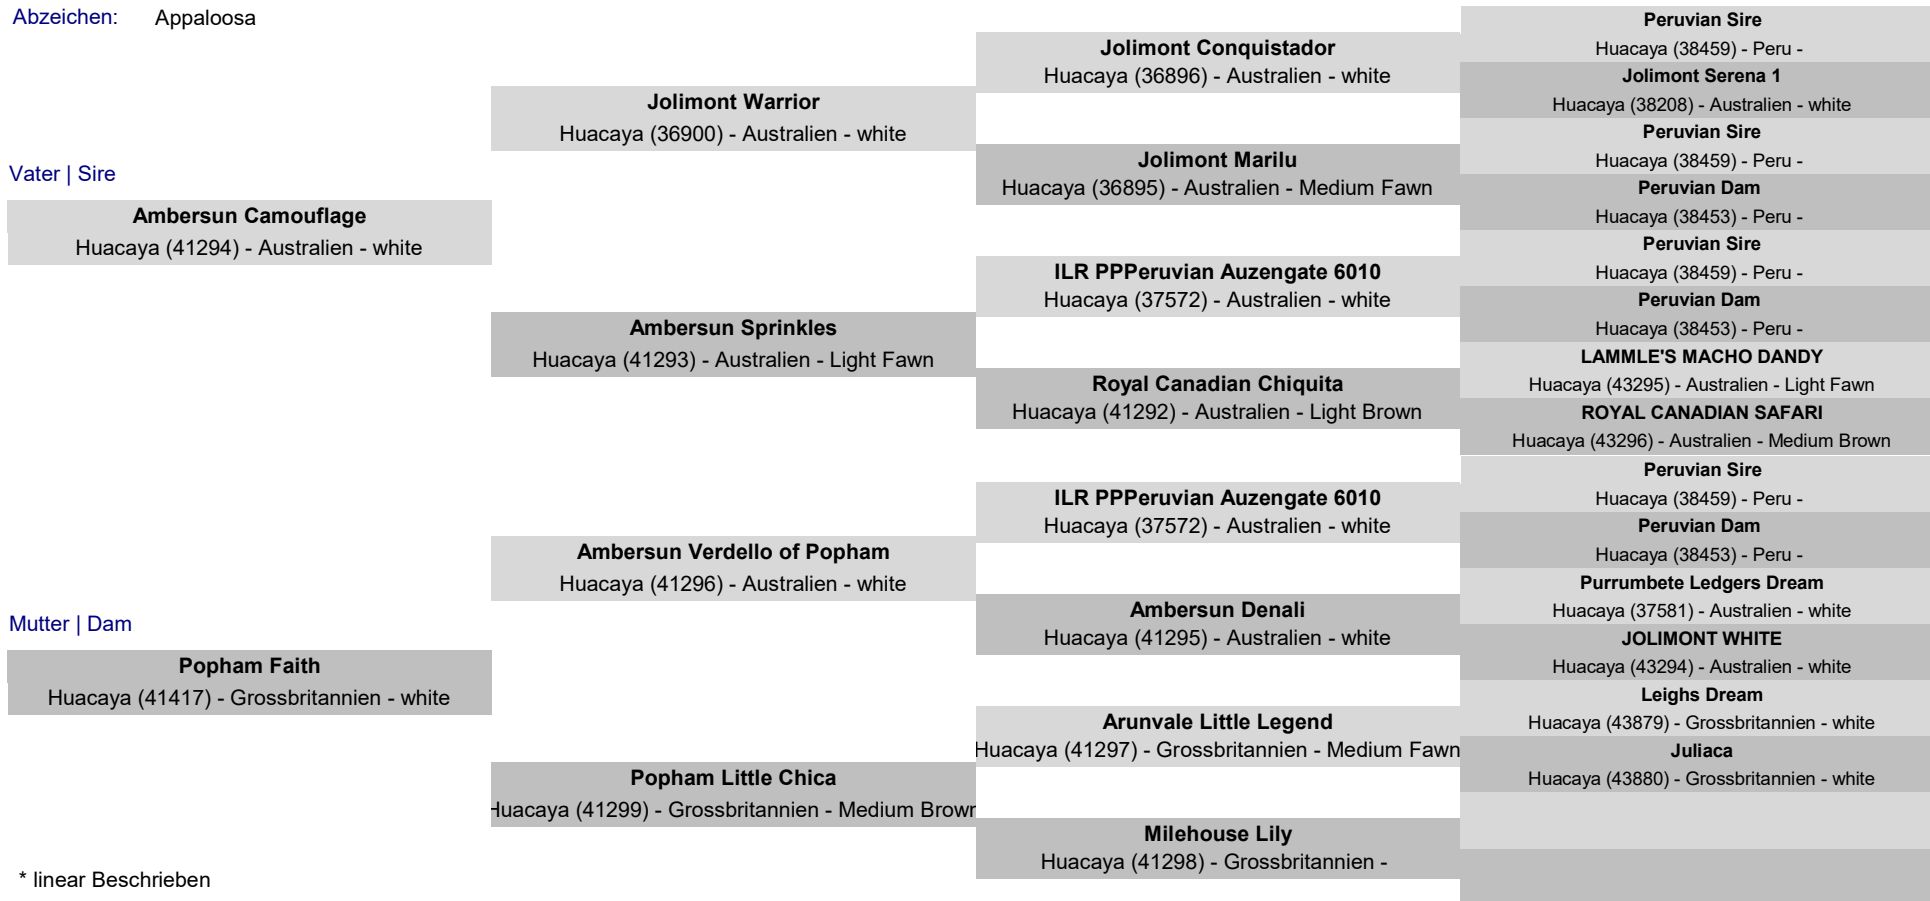 Abzeichen: Appaloosa
Vater | Sire
Ambersun Camouflage
Huacaya (41294) - Australien - white
Mutter | Dam
Popham Faith
Huacaya (41417) - Grossbritannien - white
* linear Beschrieben
Jolimont Warrior
Huacaya (36900) - Australien - white
Ambersun Sprinkles
Huacaya (41293) - Australien - Light Fawn
Ambersun Verdello of Popham
Huacaya (41296) - Australien - white
Popham Little Chica
Huacaya (41299) - Grossbritannien - Medium Brown
Jolimont Conquistador
Huacaya (36896) - Australien - white
Jolimont Marilu
Huacaya (36895) - Australien - Medium Fawn
ILR PPPeruvian Auzengate 6010
Huacaya (37572) - Australien - white
Royal Canadian Chiquita
Huacaya (41292) - Australien - Light Brown
ILR PPPeruvian Auzengate 6010
Huacaya (37572) - Australien - white
Ambersun Denali
Huacaya (41295) - Australien - white
Arunvale Little Legend
Huacaya (41297) - Grossbritannien - Medium Fawn
Milehouse Lily
Huacaya (41298) - Grossbritannien -
Peruvian Sire
Huacaya (38459) - Peru -
Jolimont Serena 1
Huacaya (38208) - Australien - white
Peruvian Sire
Huacaya (38459) - Peru -
Peruvian Dam
Huacaya (38453) - Peru -
Peruvian Sire
Huacaya (38459) - Peru -
Peruvian Dam
Huacaya (38453) - Peru -
LAMMLE'S MACHO DANDY
Huacaya (43295) - Australien - Light Fawn
ROYAL CANADIAN SAFARI
Huacaya (43296) - Australien - Medium Brown
Peruvian Sire
Huacaya (38459) - Peru -
Peruvian Dam
Huacaya (38453) - Peru -
Purrumbete Ledgers Dream
Huacaya (37581) - Australien - white
JOLIMONT WHITE
Huacaya (43294) - Australien - white
Leighs Dream
Huacaya (43879) - Grossbritannien - white
Juliaca
Huacaya (43880) - Grossbritannien - white